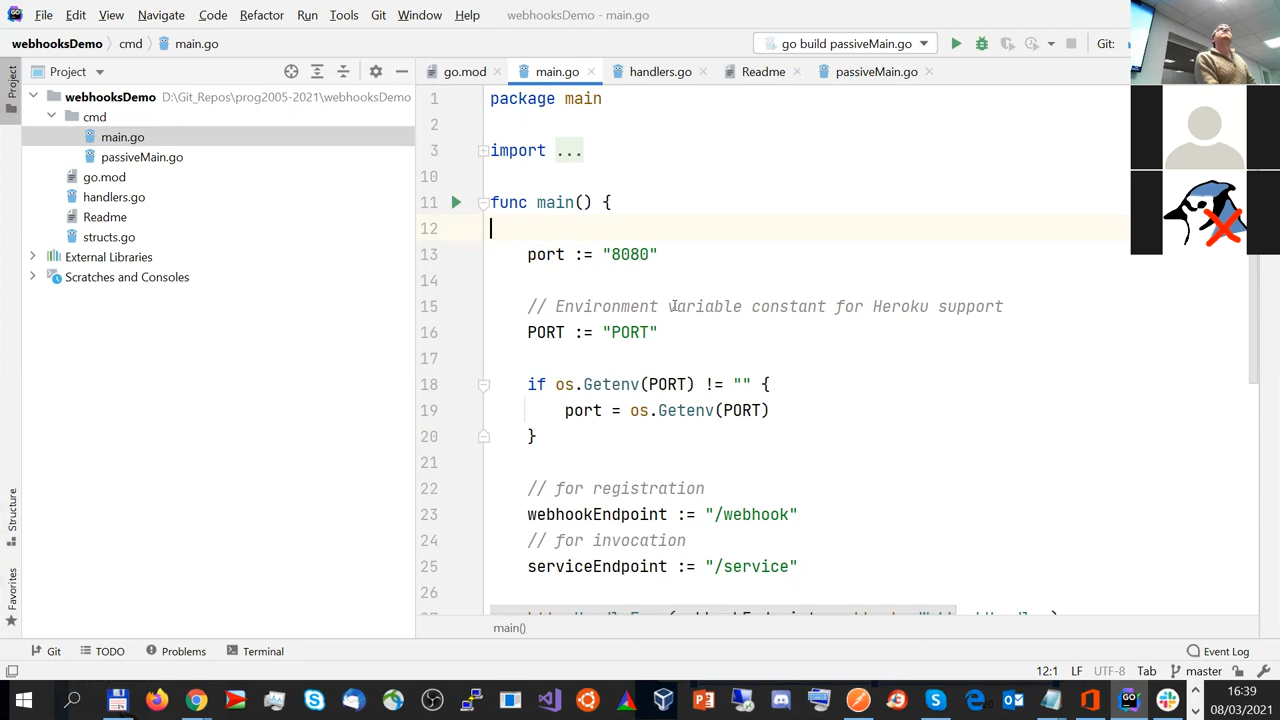 File Edit View Navigate Code Refactor Run Tools Git Window Help webhooksDemo - main.go
webhooksDemo cmd main.go go build passiveMain.go Git:
Project
Project
go.mod main.go handlers.go Readme passiveMain.go
webhooksDemo D:\Git_Repos\prog2005-2021\webhooksDemo
cmd
main.go
passiveMain.go
go.mod
handlers.go
Readme
structs.go
External Libraries
Scratches and Consoles
1 package main
2
3 import ...
10
11 func main() {
12
13 port := "8080"
14
15 // Environment variable constant for Heroku support
16 PORT := "PORT"
17
18 if os.Getenv(PORT) != "" {
19 port = os.Getenv(PORT)
20 }
21
22 // for registration
23 webhookEndpoint := "/webhook"
24 // for invocation
25 serviceEndpoint := "/service"
26
main()
Structure
Favorites
Git TODO Problems Terminal Event Log
12:1 LF UTF-8 Tab master
16:39
08/03/2021